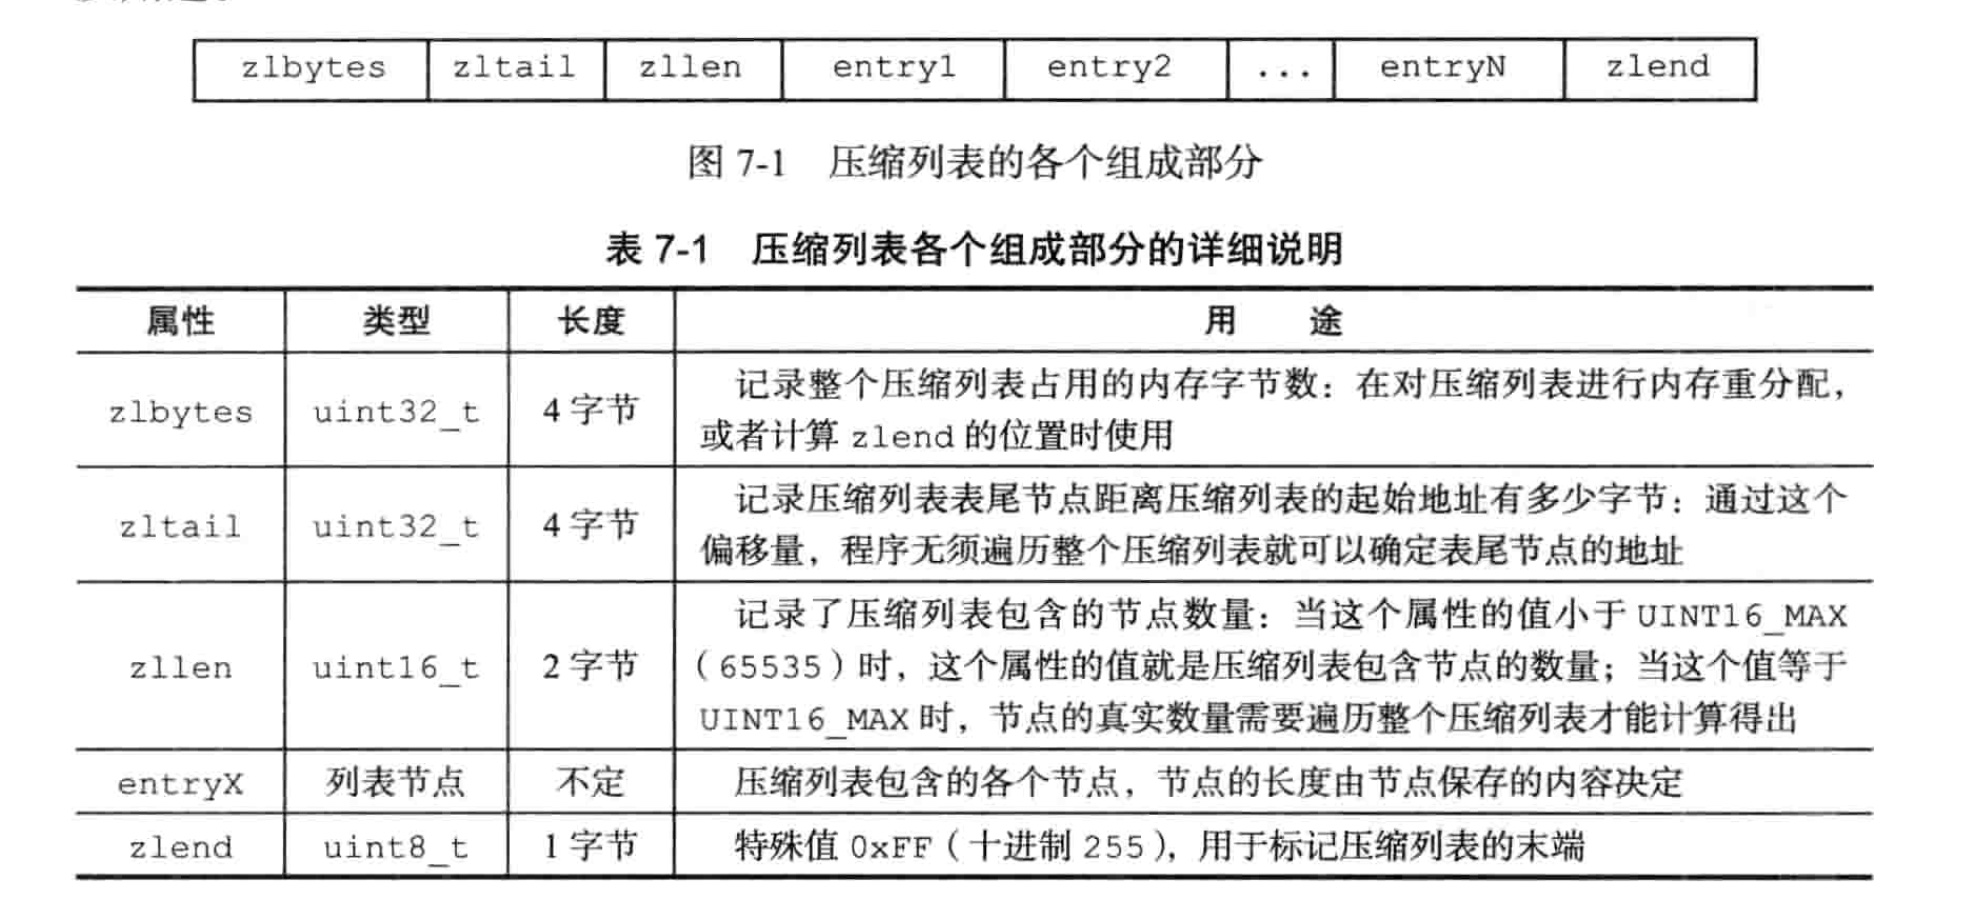 zlbytes zltail zllen entry1 entry2 ... entryN zlend
图 7-1 压缩列表的各个组成部分
表 7-1 压缩列表各个组成部分的详细说明
属性 类型 长度 用 途
zlbytes uint32_t 4 字节 记录整个压缩列表占用的内存字节数：在对压缩列表进行内存重分配，
或者计算 zlend 的位置时使用
zltail uint32_t 4 字节 记录压缩列表表尾节点距离压缩列表的起始地址有多少字节：通过这个
偏移量，程序无须遍历整个压缩列表就可以确定表尾节点的地址
zllen uint16_t 2 字节 记录了压缩列表包含的节点数量：当这个属性的值小于 UINT16_MAX
（65535）时，这个属性的值就是压缩列表包含节点的数量；当这个值等于
UINT16_MAX 时，节点的真实数量需要遍历整个压缩列表才能计算得出
entryX 列表节点 不定 压缩列表包含的各个节点，节点的长度由节点保存的内容决定
zlend uint8_t 1 字节 特殊值 0xFF（十进制 255），用于标记压缩列表的末端